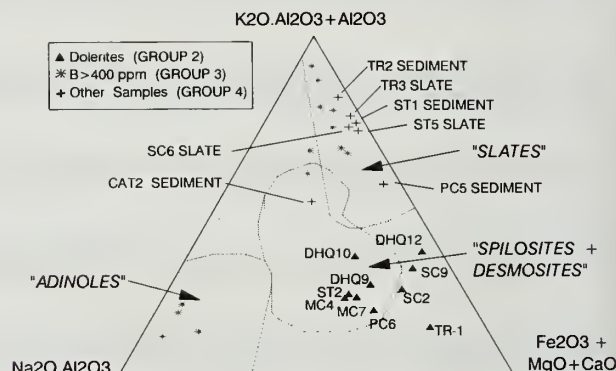 K2O.Al2O3+Al2O3
▲ Dolerites (GROUP 2)
* B>400 ppm (GROUP 3)
+ Other Samples (GROUP 4)
TR2 SEDIMENT
TR3 SLATE
ST1 SEDIMENT
ST5 SLATE
SC6 SLATE
"SLATES"
CAT2 SEDIMENT
PC5 SEDIMENT
DHQ12
DHQ10
"SPILOSITES +
DESMOSITES"
SC9
"ADINOLES"
DHQ9
ST2
SC2
MC4
MC7
PC6
TR-1
Fe2O3 +
MgO+CaO
Na2O.Al2O3